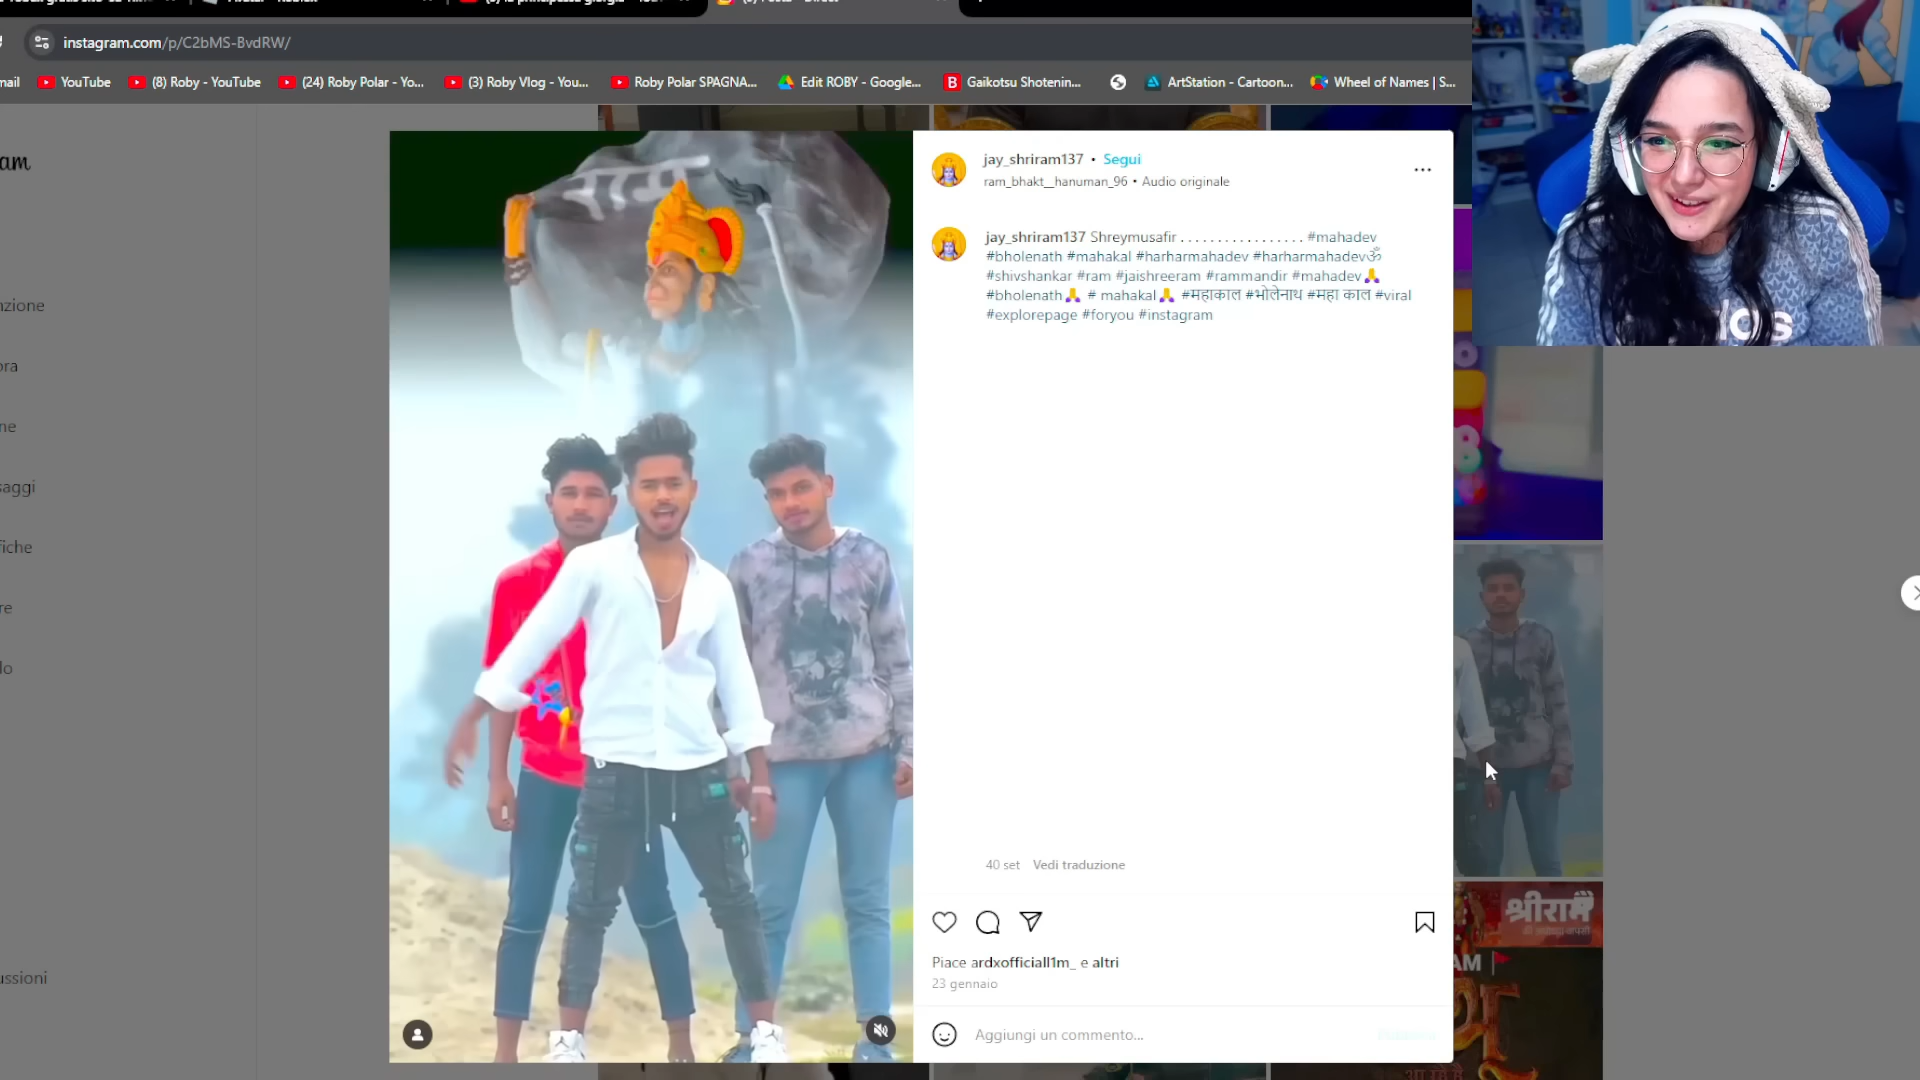 instagram.com/p/C2bMS-BvdRW/
YouTube
(8) Roby - YouTube
(24) Roby Polar - Yo...
(3) Roby Vlog - You...
Roby Polar SPAGNA...
Edit ROBY - Google...
Gaikotsu Shotenin...
ArtStation - Cartoon...
Wheel of Names | S...
राम
jay_shriram137 • Segui
ram_bhakt__hanuman_96 • Audio originale
jay_shriram137 Shreymusafir . . . . . . . . . . . . . . . . . #mahadev
#bholenath #mahakal #harharmahadev #harharmahadevॐ
#shivshankar #ram #jaishreeram #rammandir #mahadev🙏
#bholenath🙏 # mahakal🙏 #महाकाल #भोलेनाथ #महा काल #viral
#explorepage #foryou #instagram
40 set Vedi traduzione
Piace a rdxofficiall1m_ e altri
23 gennaio
Aggiungi un commento...
श्रीराम